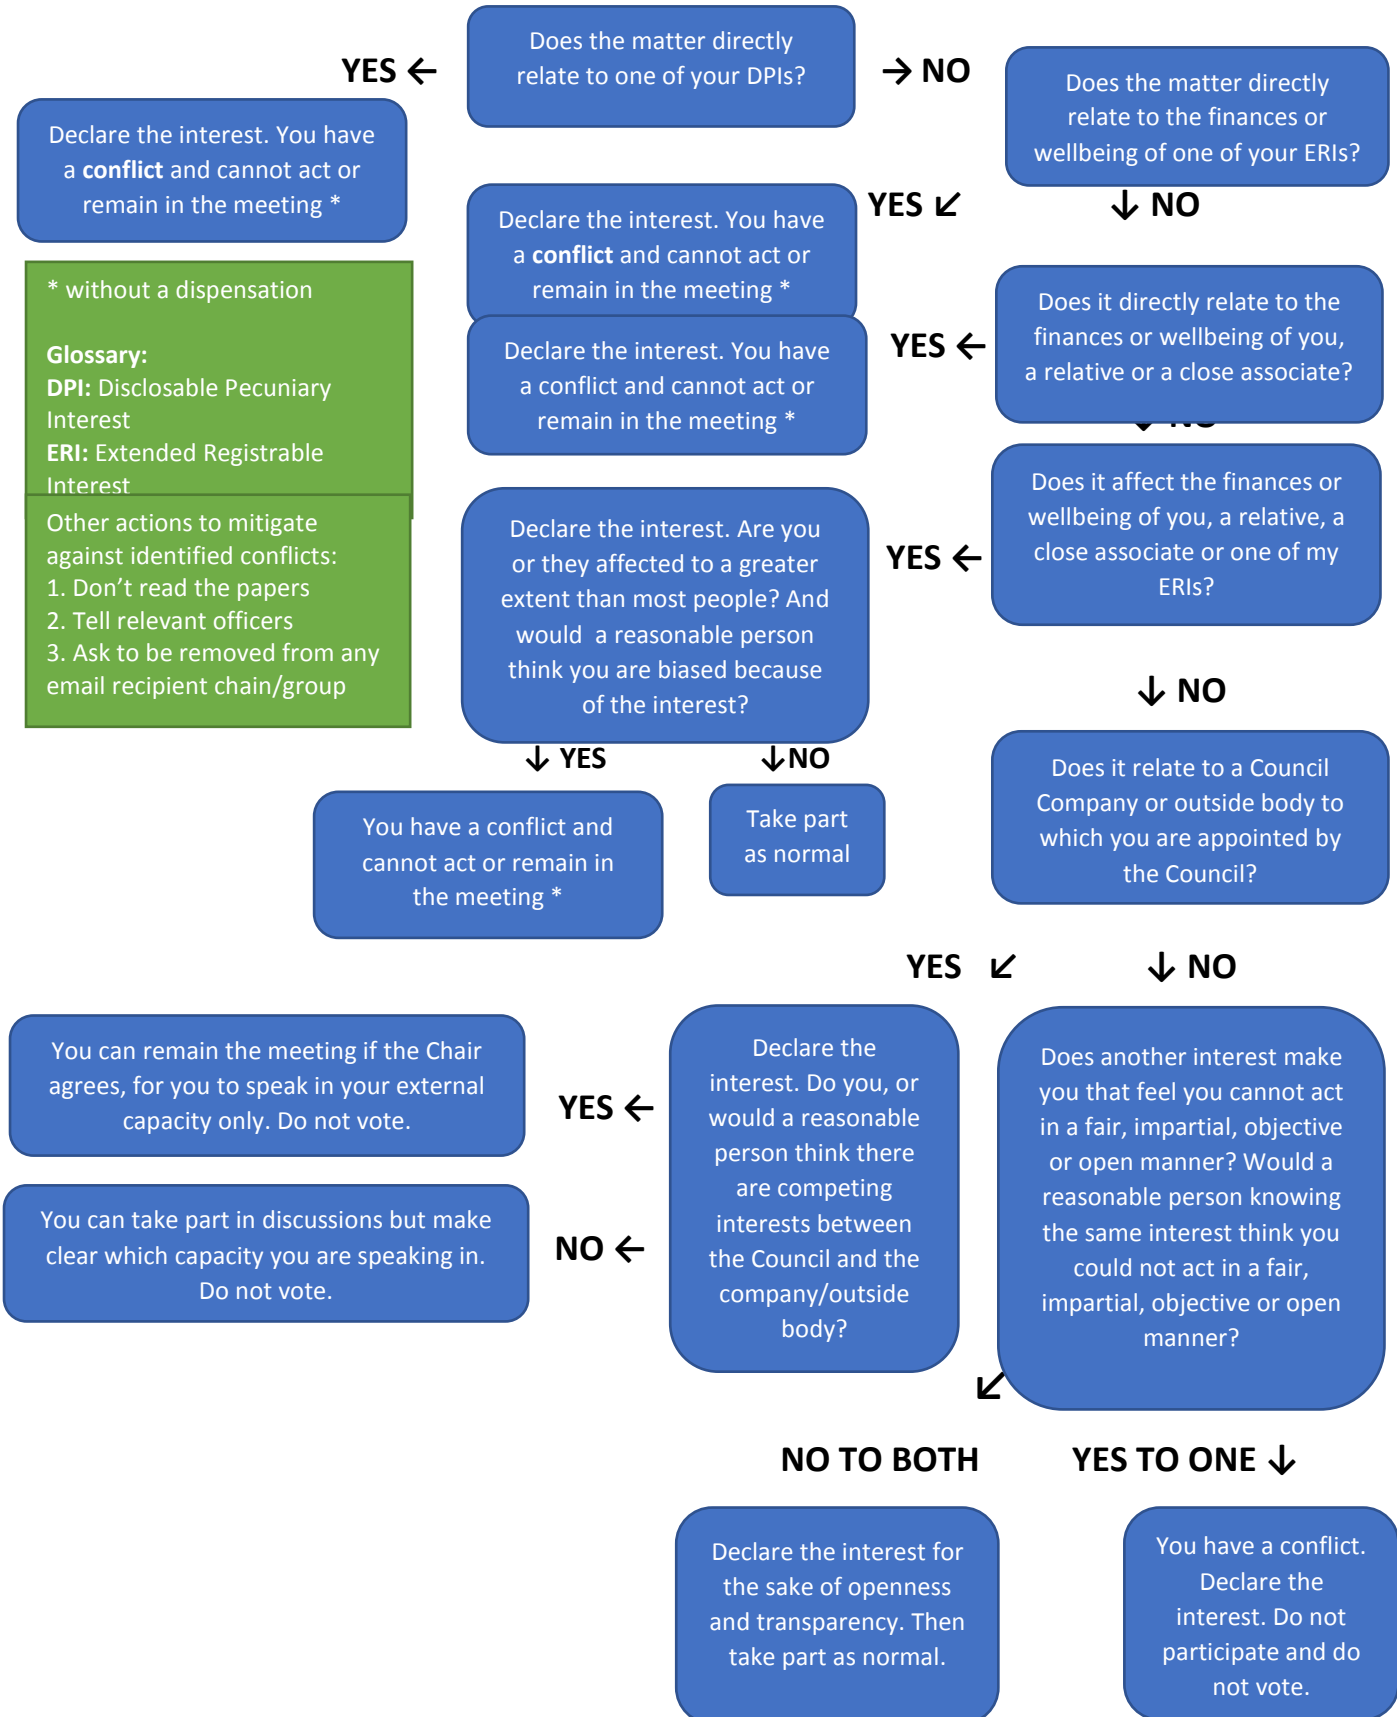 Does the matter directly
relate to one of your DPIs?
YES ←
→ NO
Does the matter directly
relate to the finances or
wellbeing of one of your ERIs?
Declare the interest. You have
a conflict and cannot act or
remain in the meeting *
YES ↙
↓ NO
Declare the interest. You have
a conflict and cannot act or
remain in the meeting *
* without a dispensation
Glossary:
DPI: Disclosable Pecuniary
Interest
ERI: Extended Registrable
Interest
Does it directly relate to the
finances or wellbeing of you,
a relative or a close associate?
YES ←
Declare the interest. You have
a conflict and cannot act or
remain in the meeting *
↓ NO
Does it affect the finances or
wellbeing of you, a relative, a
close associate or one of my
ERIs?
YES ←
Declare the interest. Are you
or they affected to a greater
extent than most people? And
would a reasonable person
think you are biased because
of the interest?
Other actions to mitigate
against identified conflicts:
1. Don’t read the papers
2. Tell relevant officers
3. Ask to be removed from any
email recipient chain/group
↓ YES
↓NO
You have a conflict and
cannot act or remain in
the meeting *
Take part
as normal
↓ NO
Does it relate to a Council
Company or outside body to
which you are appointed by
the Council?
YES ↙
↓ NO
Declare the
interest. Do you, or
would a reasonable
person think there
are competing
interests between
the Council and the
company/outside
body?
YES ←
You can remain the meeting if the Chair
agrees, for you to speak in your external
capacity only. Do not vote.
NO ←
You can take part in discussions but make
clear which capacity you are speaking in.
Do not vote.
Does another interest make
you that feel you cannot act
in a fair, impartial, objective
or open manner? Would a
reasonable person knowing
the same interest think you
could not act in a fair,
impartial, objective or open
manner?
↙
NO TO BOTH
YES TO ONE ↓
Declare the interest for
the sake of openness
and transparency. Then
take part as normal.
You have a conflict.
Declare the
interest. Do not
participate and do
not vote.